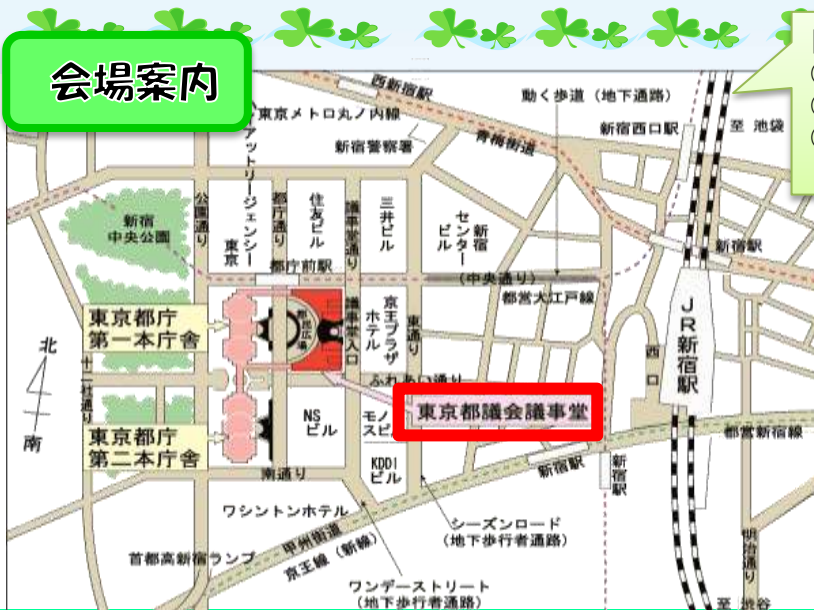 会場案内
西新宿駅
動く歩道（地下通路）
東京メトロ丸ノ内線
青梅街道
新宿西口駅
至 池袋
新宿警察署
アットリージェンシー
東京
公園通り
都庁通り
住友ビル
議事堂通り
三井ビル
新宿
センター
ビル
新宿
中央公園
新宿駅
都庁前駅
（中央通り）
都営大江戸線
東京都庁
第一本庁舎
都民広場
議事堂入口
京王プラザ
ホテル
東通り
JR新宿駅
西口
北
南
十二社通り
ふれあい通り
東京都議会議事堂
東京都庁
第二本庁舎
NS
ビル
モノ
スビ
KDDI
ビル
都営新宿線
新宿駅
新宿駅
南通り
ワシントンホテル
シーズンロード
（地下歩行者通路）
甲州街道
京王線（新線）
首都高新宿ランプ
ワンデーストリート
（地下歩行者通路）
明治通り
至 渋谷